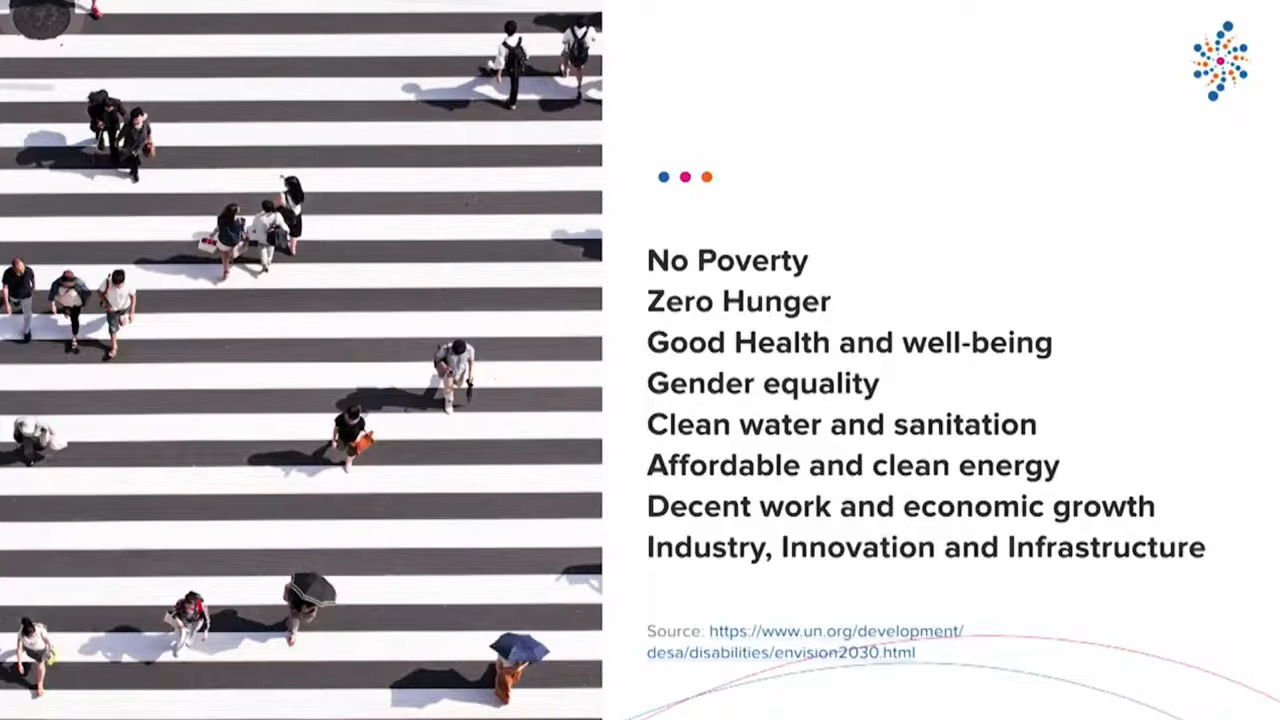 No Poverty
Zero Hunger
Good Health and well-being
Gender equality
Clean water and sanitation
Affordable and clean energy
Decent work and economic growth
Industry, Innovation and Infrastructure
Source: https://www.un.org/development/
desa/disabilities/envision2030.html